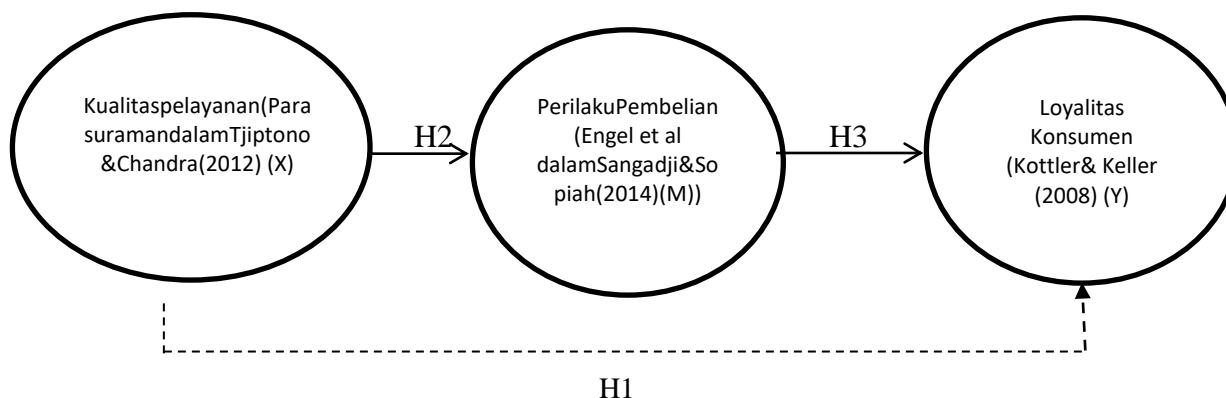 Kualitaspelayanan(Para
suramandalamTjiptono
&Chandra(2012) (X)
H2
PerilakuPembelian
(Engel et al
dalamSangadji&So
piah(2014)(M))
H3
Loyalitas
Konsumen
(Kottler& Keller
(2008) (Y)
H1